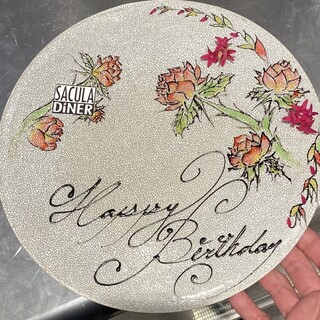 SACULA
DINER
Happy
Birthday